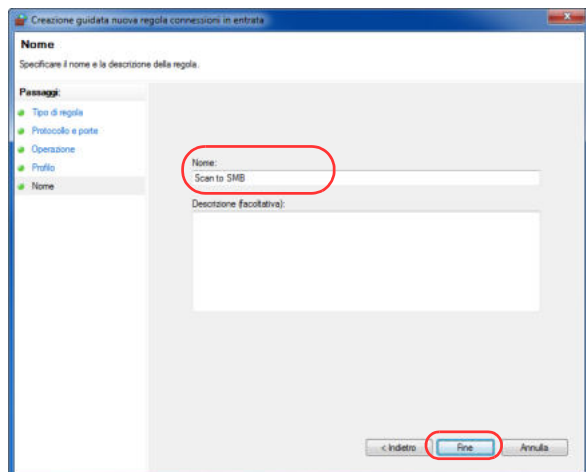 Creazione guidata nuova regola connessioni in entrata
Nome
Specificare il nome e la descrizione della regola.
Passaggi:
Tipo di regola
Protocollo e porte
Operazione
Profilo
Nome
Nome:
Scan to SMB
Descrizione (facoltativa):
< Indietro
Fine
Annulla